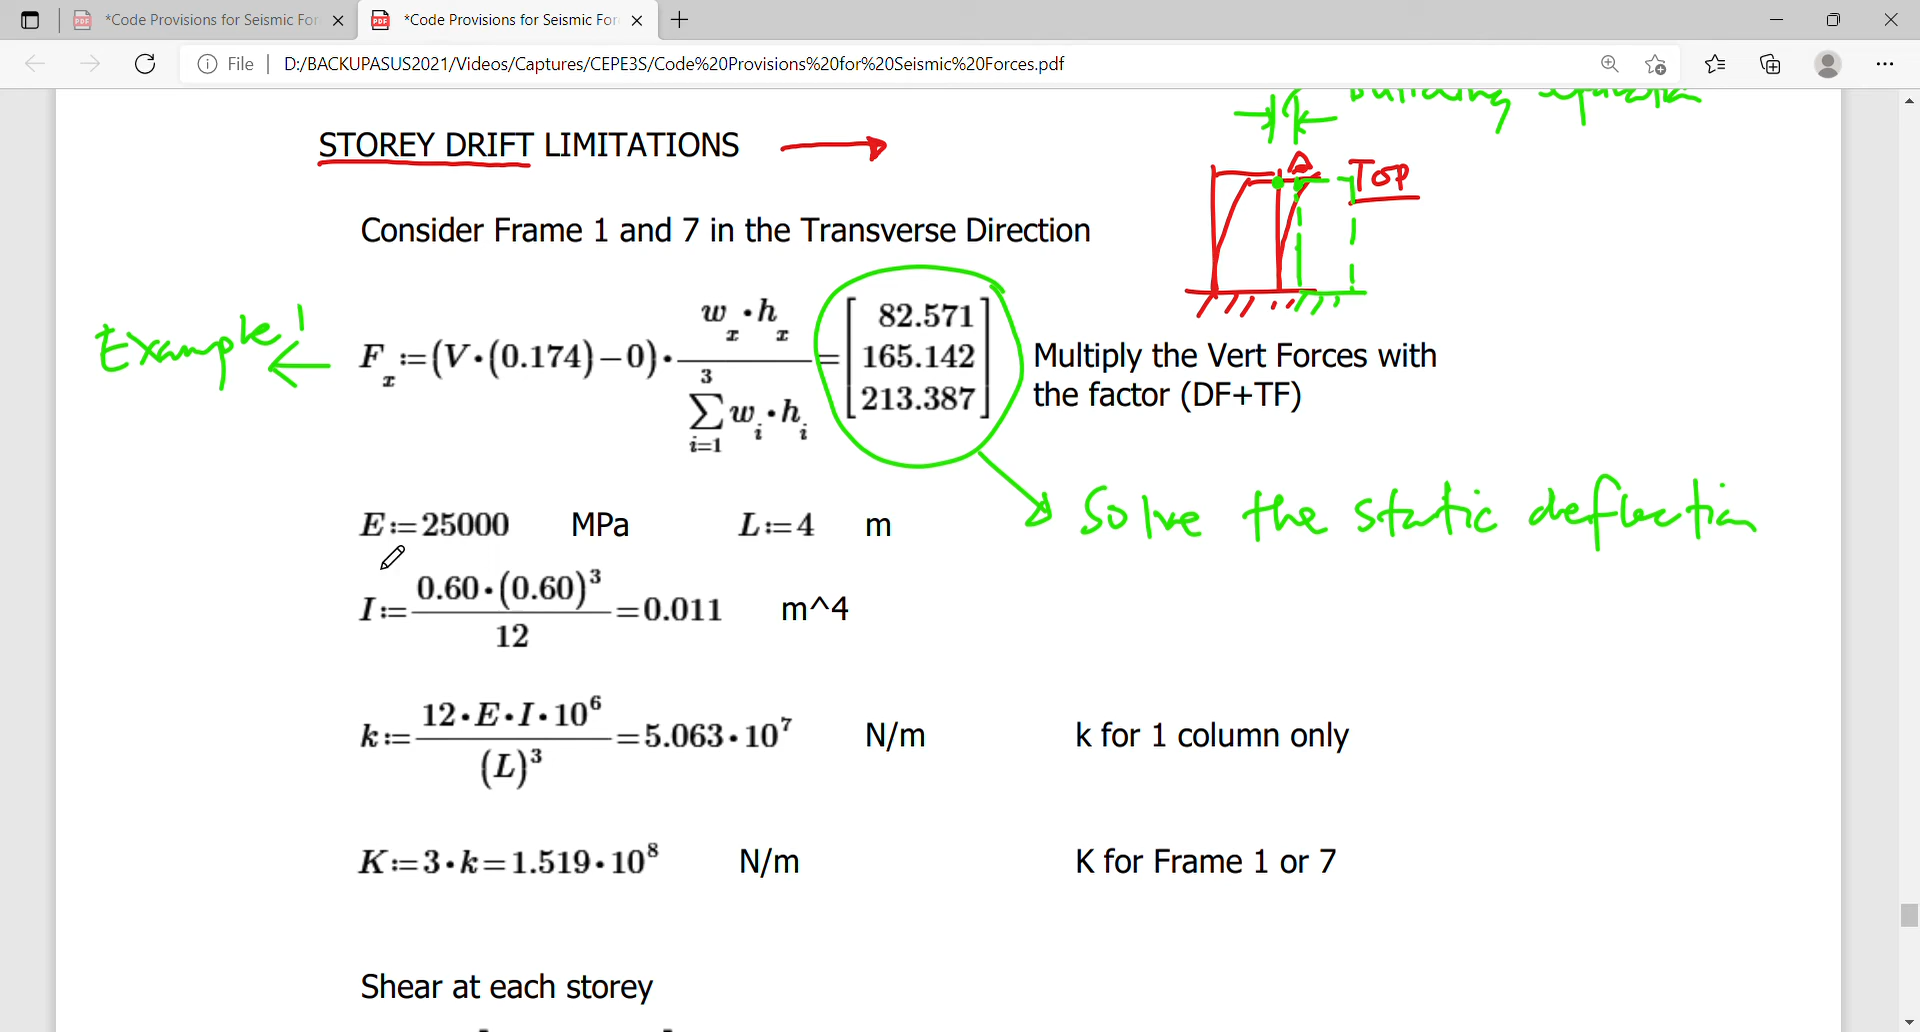 *Code Provisions for Seismic For
*Code Provisions for Seismic For
File | D:/BACKUPASUS2021/Videos/Captures/CEPE3S/Code%20Provisions%20for%20Seismic%20Forces.pdf
STOREY DRIFT LIMITATIONS
Top
Consider Frame 1 and 7 in the Transverse Direction
Example!
F_x := (V·(0.174)−0)· w_x·h_x / ∑_{i=1}^{3} w_i·h_i = [82.571 165.142 213.387]
Multiply the Vert Forces with
the factor (DF+TF)
Solve the static deflection
E:=25000 MPa L:=4 m
I:= 0.60·(0.60)^3 / 12 =0.011 m^4
k:= 12·E·I·10^6 / (L)^3 =5.063·10^7 N/m k for 1 column only
K:=3·k=1.519·10^8 N/m K for Frame 1 or 7
Shear at each storey